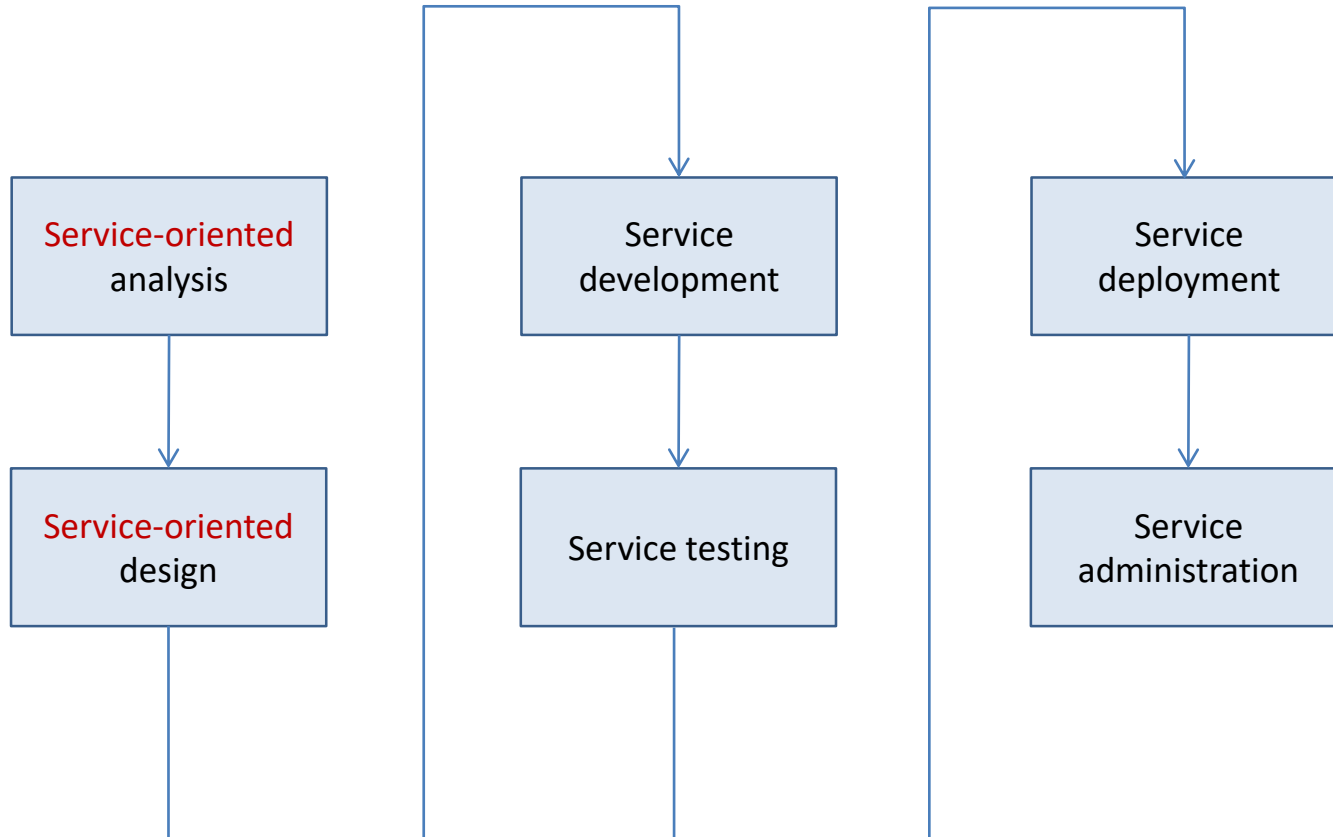 Service-oriented
analysis
Service-oriented
design
Service
development
Service testing
Service
deployment
Service
administration